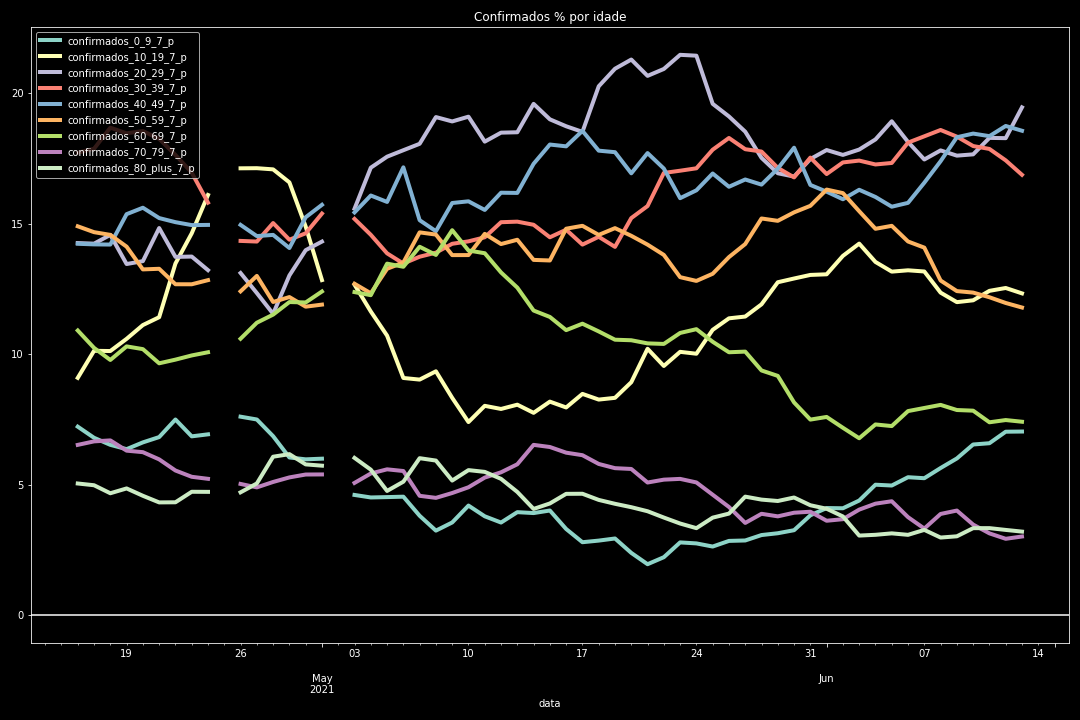 Confirmados % por idade
confirmados_0_9_7_p
confirmados_10_19_7_p
confirmados_20_29_7_p
confirmados_30_39_7_p
confirmados_40_49_7_p
confirmados_50_59_7_p
confirmados_60_69_7_p
confirmados_70_79_7_p
confirmados_80_plus_7_p
20
15
10
5
0
19 26 03 10 17 24 31 07 14
May Jun
2021
data